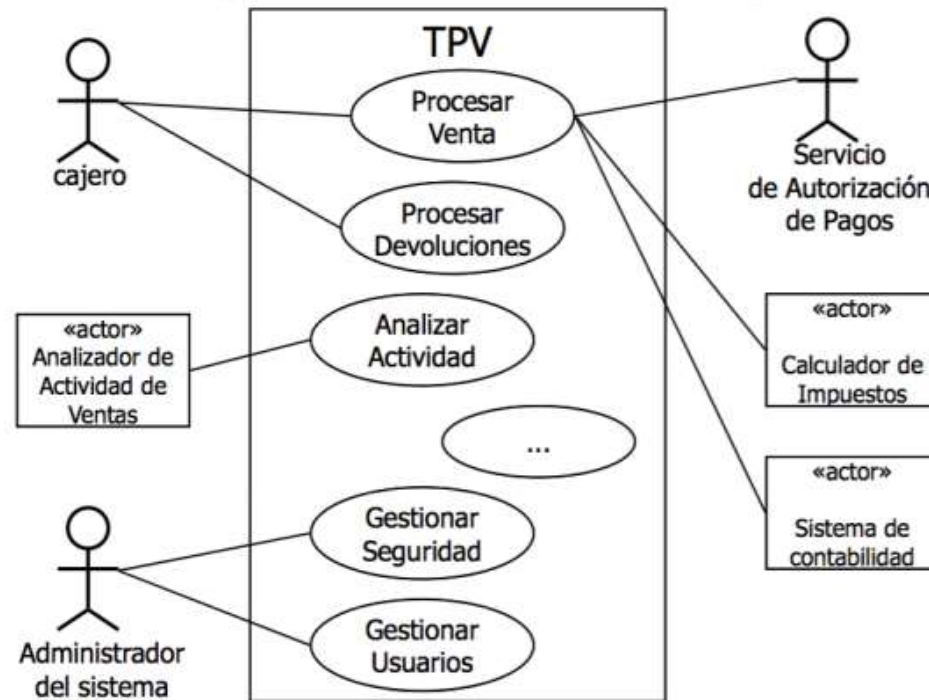 TPV
cajero
Procesar
Venta
Servicio
de Autorización
de Pagos
Procesar
Devoluciones
«actor»
Analizador de
Actividad de
Ventas
Analizar
Actividad
«actor»
Calculador de
Impuestos
...
«actor»
Sistema de
contabilidad
Gestionar
Seguridad
Administrador
del sistema
Gestionar
Usuarios